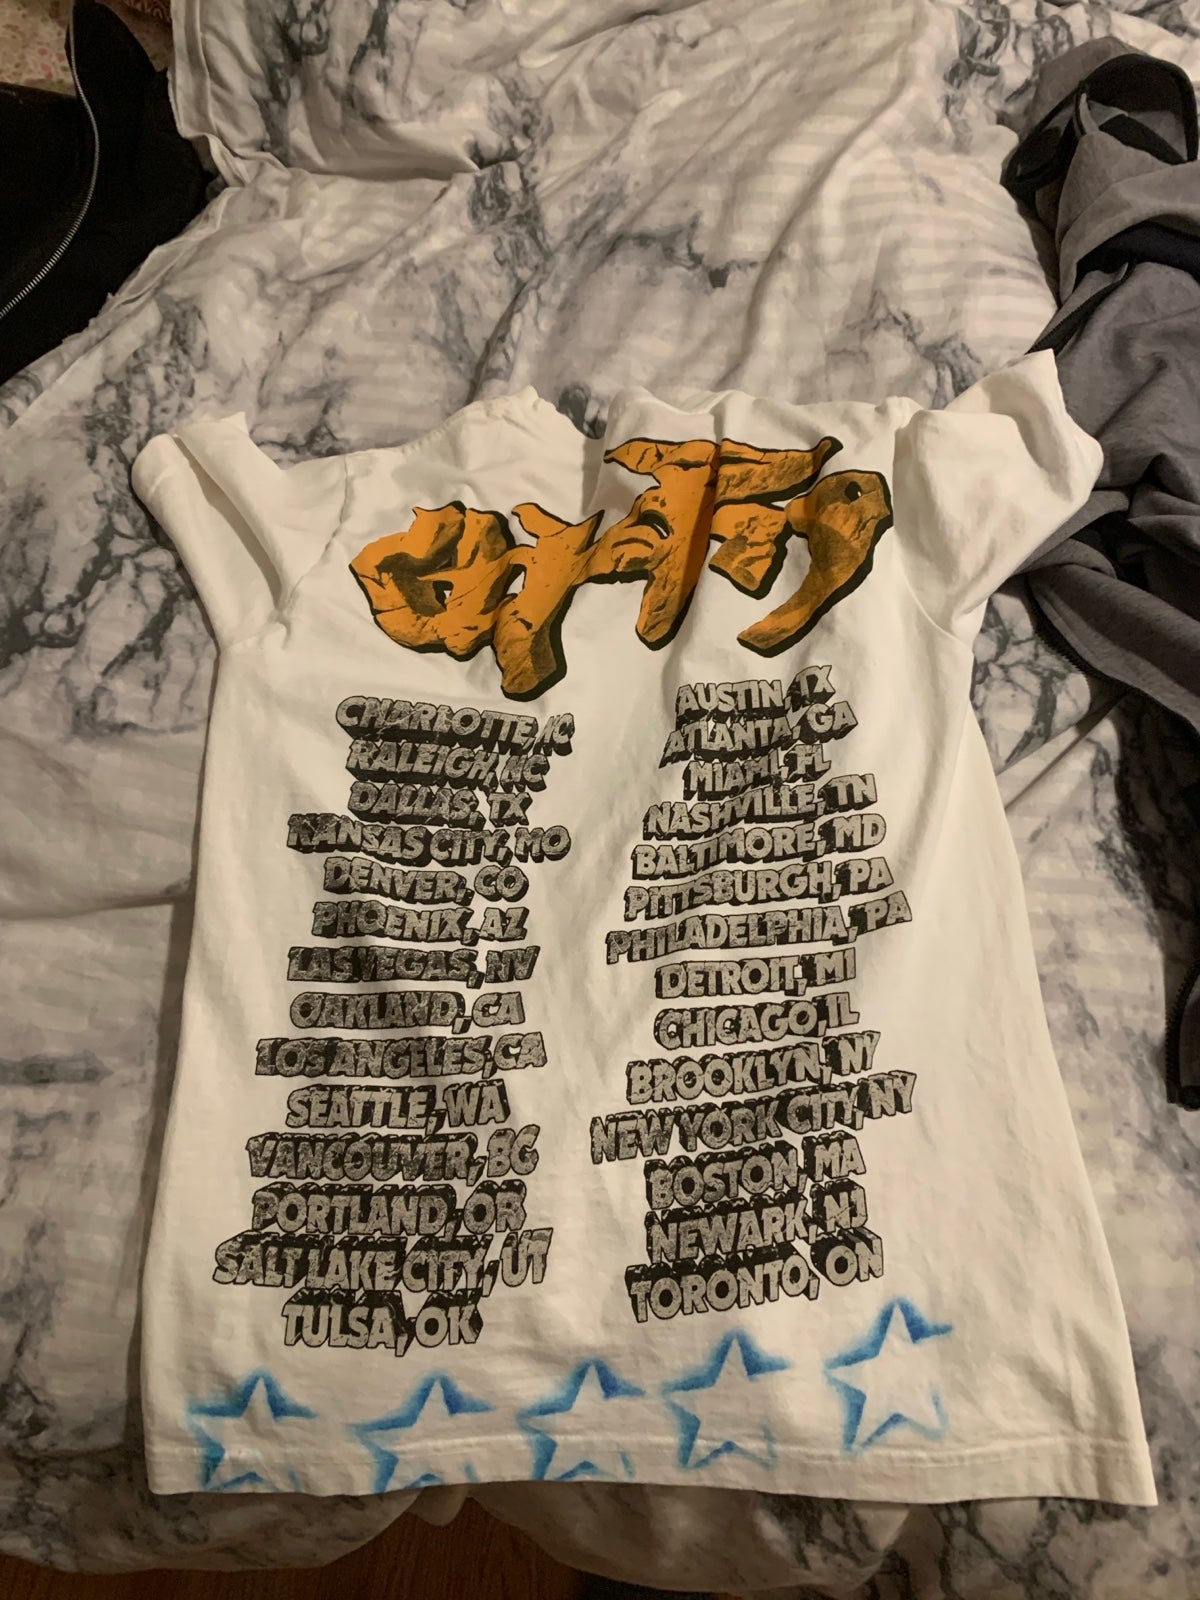 CHARLOTTE, NC
RALEIGH, NC
DALLAS, TX
KANSAS CITY, MO
DENVER, CO
PHOENIX, AZ
LAS VEGAS, NV
OAKLAND, CA
LOS ANGELES, CA
SEATTLE, WA
VANCOUVER, BC
PORTLAND, OR
SALT LAKE CITY, UT
TULSA, OK
AUSTIN, TX
ATLANTA, GA
MIAMI, FL
NASHVILLE, TN
BALTIMORE, MD
PITTSBURGH, PA
PHILADELPHIA, PA
DETROIT, MI
CHICAGO, IL
BROOKLYN, NY
NEW YORK CITY, NY
BOSTON, MA
NEWARK, NJ
TORONTO, ON